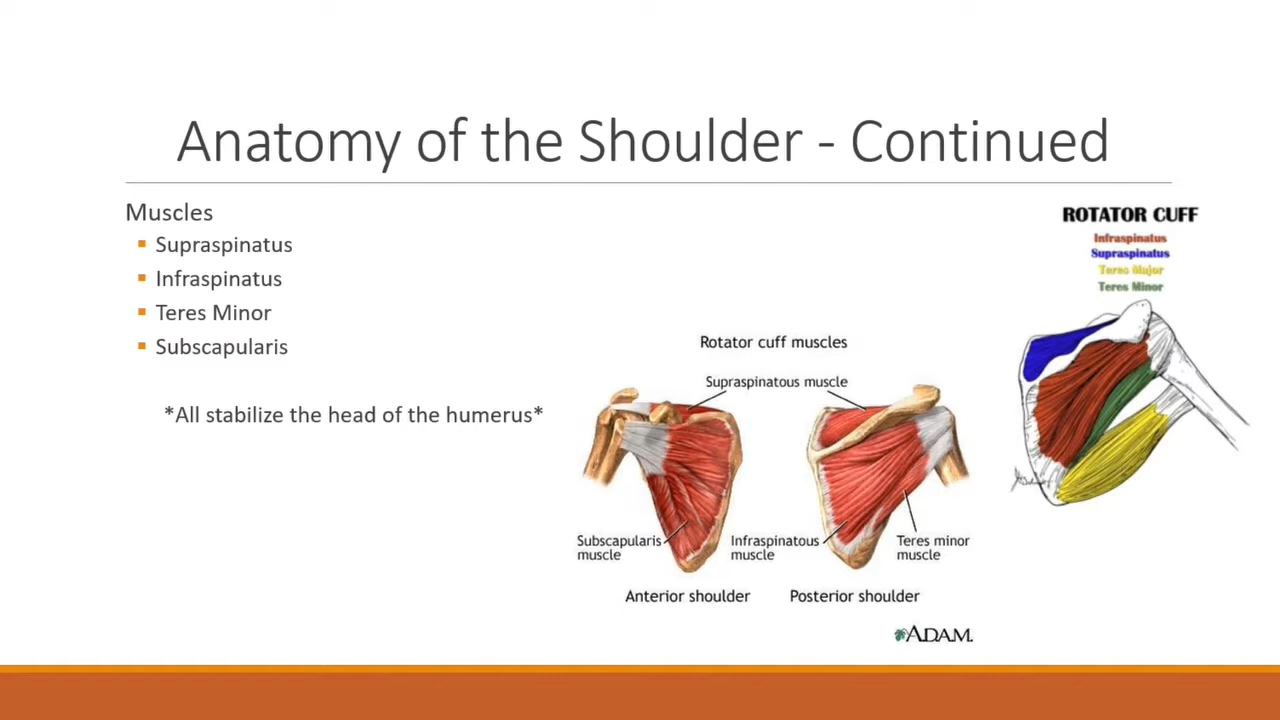 Anatomy of the Shoulder - Continued
Muscles
Supraspinatus
Infraspinatus
Teres Minor
Subscapularis
*All stabilize the head of the humerus*
Rotator cuff muscles
Supraspinatous muscle
Subscapularis
muscle
Infraspinatous
muscle
Teres minor
muscle
Anterior shoulder
Posterior shoulder
A.D.A.M.
ROTATOR CUFF
Infraspinatus
Supraspinatus
Teres Major
Teres Minor